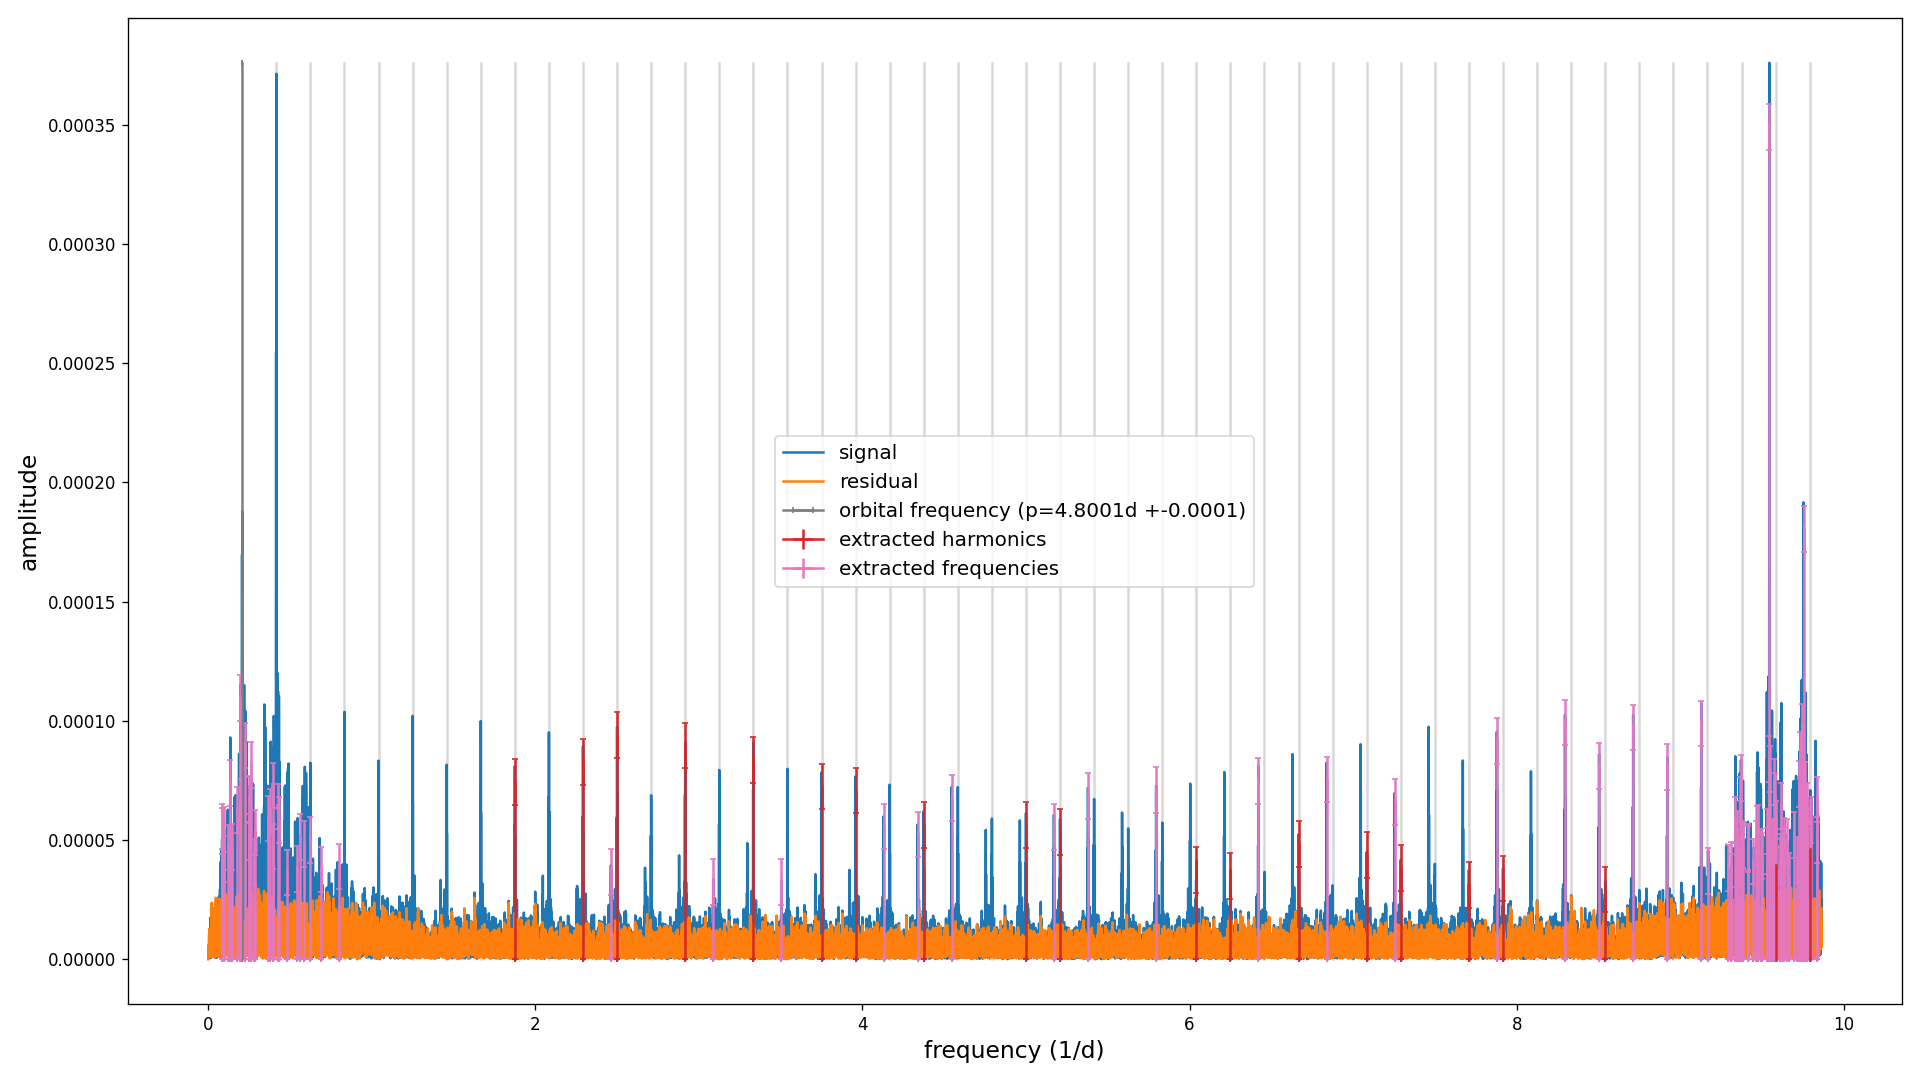 amplitude
0.00035
0.00030
0.00025
0.00020
0.00015
0.00010
0.00005
0.00000
signal
residual
orbital frequency (p=4.8001d +-0.0001)
extracted harmonics
extracted frequencies
0 2 4 6 8 10
frequency (1/d)